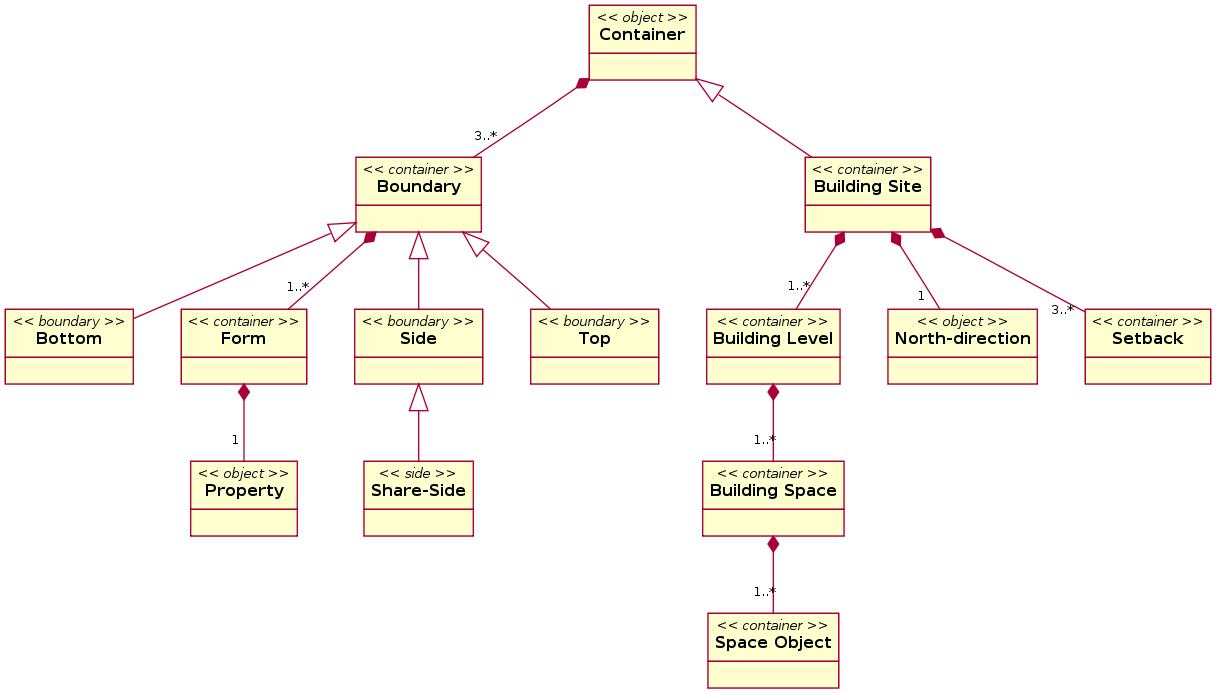 << object >>
Container
3..*
<< container >>
Boundary
<< container >>
Building Site
1..*
1..*
1
3..*
<< boundary >>
Bottom
<< container >>
Form
<< boundary >>
Side
<< boundary >>
Top
<< container >>
Building Level
<< object >>
North-direction
<< container >>
Setback
1
1..*
<< object >>
Property
<< side >>
Share-Side
<< container >>
Building Space
1..*
<< container >>
Space Object